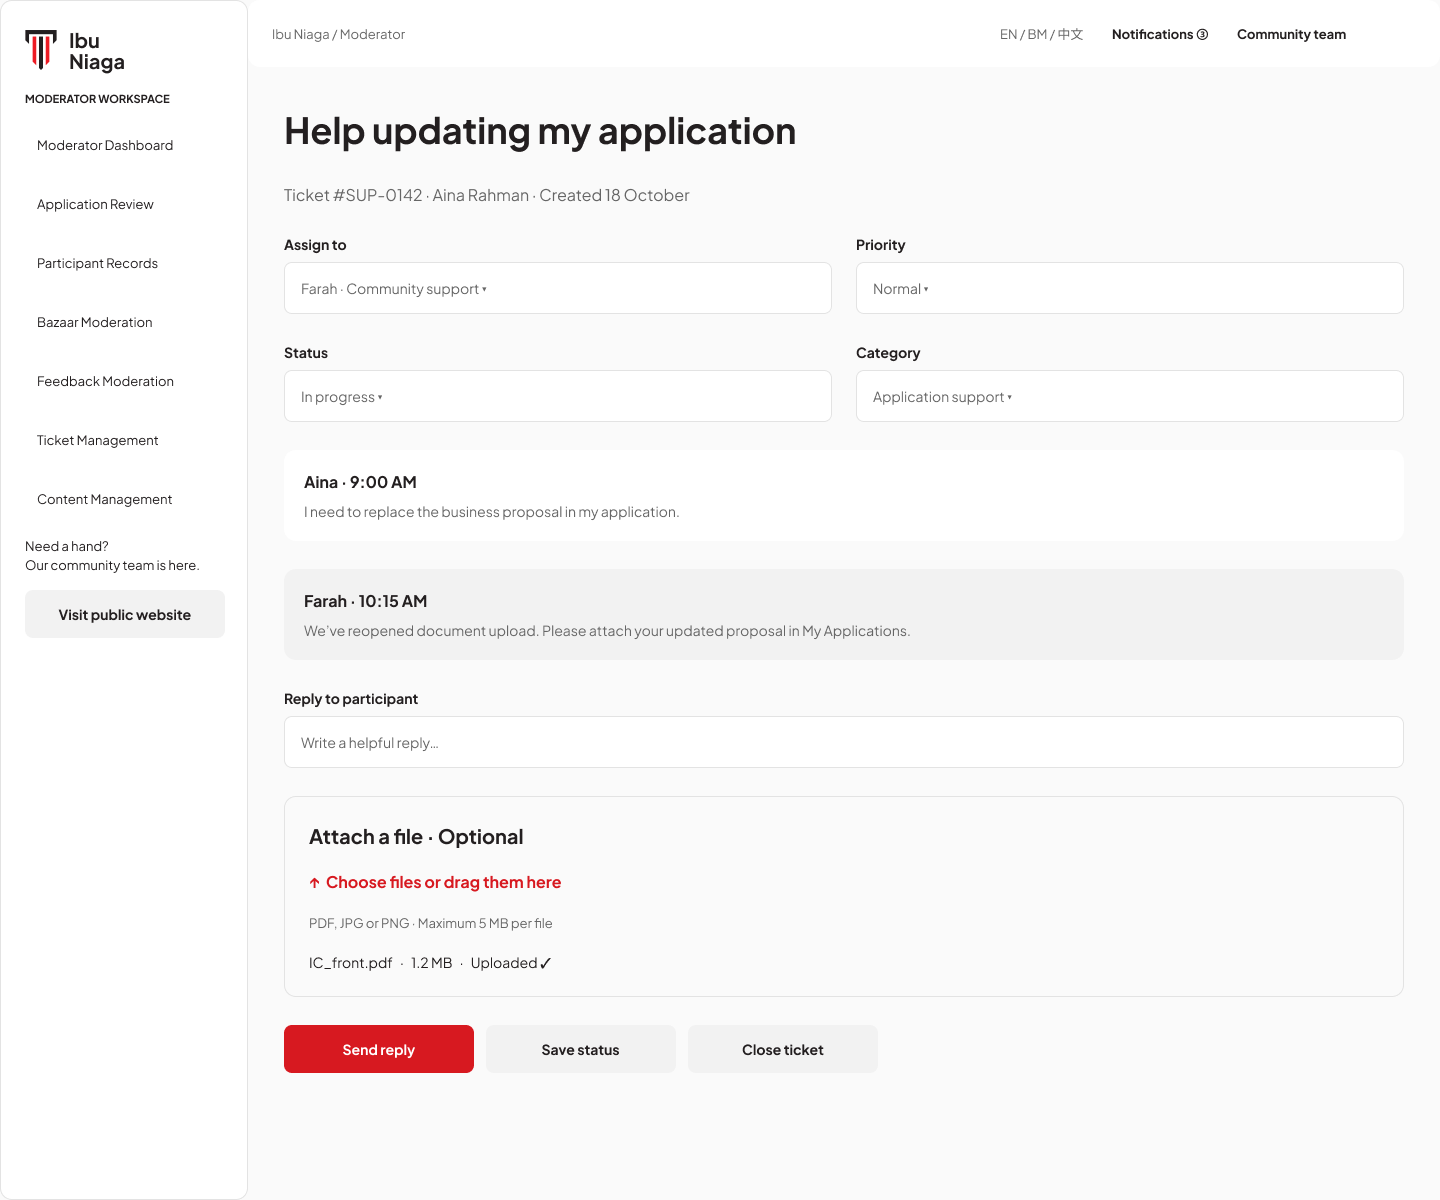 Ibu
Niaga
MODERATOR WORKSPACE
Moderator Dashboard
Application Review
Participant Records
Bazaar Moderation
Feedback Moderation
Ticket Management
Content Management
Need a hand?
Our community team is here.
Visit public website
Ibu Niaga / Moderator
EN / BM / 中文
Notifications ③
Community team
Help updating my application
Ticket #SUP-0142 · Aina Rahman · Created 18 October
Assign to
Farah · Community support ▾
Priority
Normal ▾
Status
In progress ▾
Category
Application support ▾
Aina · 9:00 AM
I need to replace the business proposal in my application.
Farah · 10:15 AM
We’ve reopened document upload. Please attach your updated proposal in My Applications.
Reply to participant
Write a helpful reply…
Attach a file · Optional
↑ Choose files or drag them here
PDF, JPG or PNG · Maximum 5 MB per file
IC_front.pdf · 1.2 MB · Uploaded ✓
Send reply
Save status
Close ticket